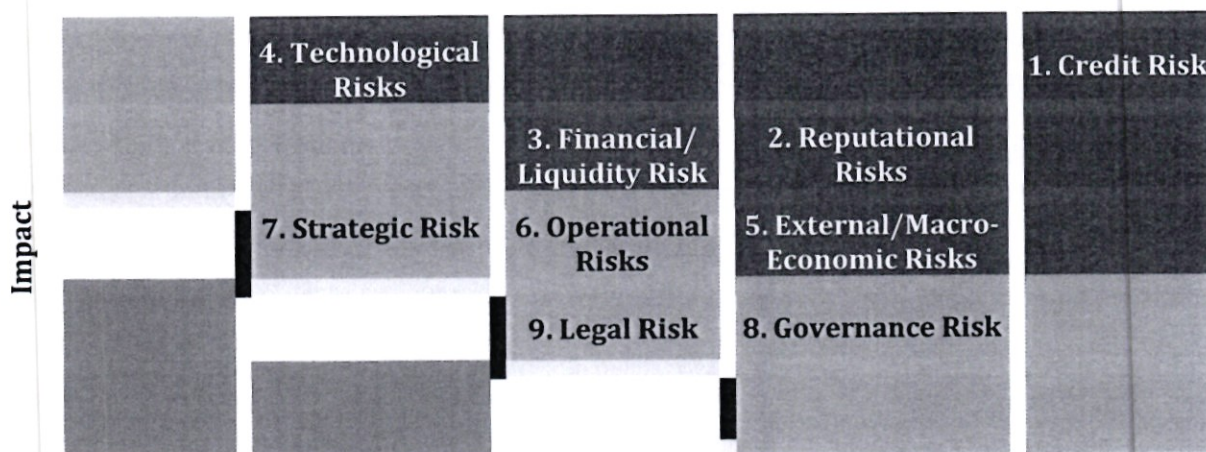 4. Technological
Risks
1. Credit Risk
3. Financial/
Liquidity Risk
2. Reputational
Risks
Impact
7. Strategic Risk
6. Operational
Risks
5. External/Macro-
Economic Risks
9. Legal Risk
8. Governance Risk